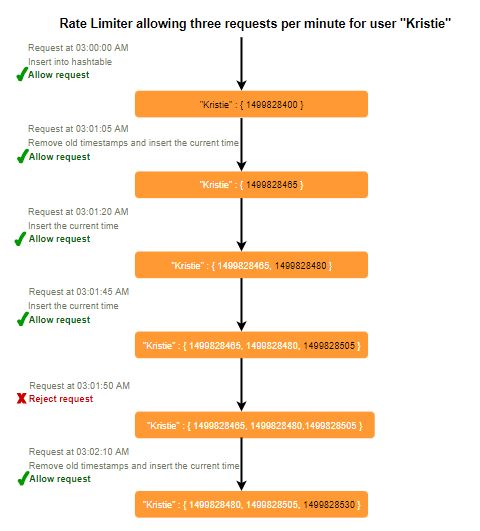 Rate Limiter allowing three requests per minute for user "Kristie"
Request at 03:00:00 AM
Insert into hashtable
Allow request
"Kristie" : { 1499828400 }
Request at 03:01:05 AM
Remove old timestamps and insert the current time
Allow request
"Kristie" : { 1499828465 }
Request at 03:01:20 AM
Insert the current time
Allow request
"Kristie" : { 1499828465, 1499828480 }
Request at 03:01:45 AM
Insert the current time
Allow request
"Kristie" : { 1499828465, 1499828480, 1499828505 }
Request at 03:01:50 AM
Reject request
"Kristie" : { 1499828465, 1499828480,1499828505 }
Request at 03:02:10 AM
Remove old timestamps and insert the current time
Allow request
"Kristie" : { 1499828480, 1499828505, 1499828530 }